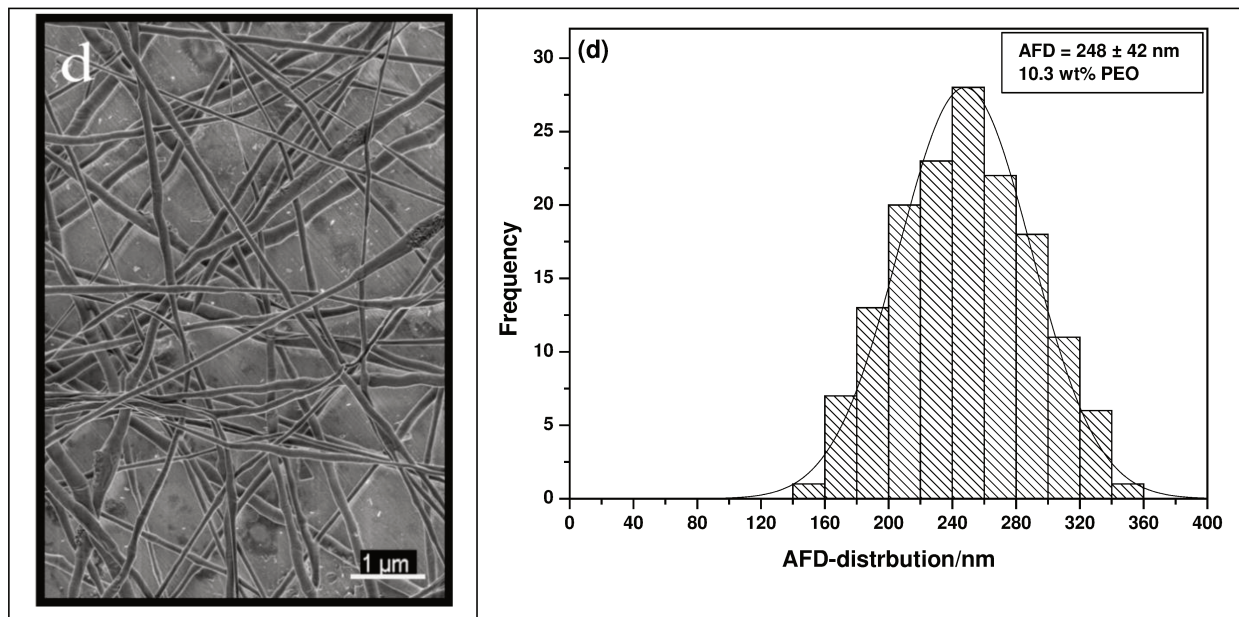 d
1 µm
(d)
AFD = 248 ± 42 nm
10.3 wt% PEO
30
25
20
15
10
5
0
Frequency
0 40 80 120 160 200 240 280 320 360 400
AFD-distrbution/nm